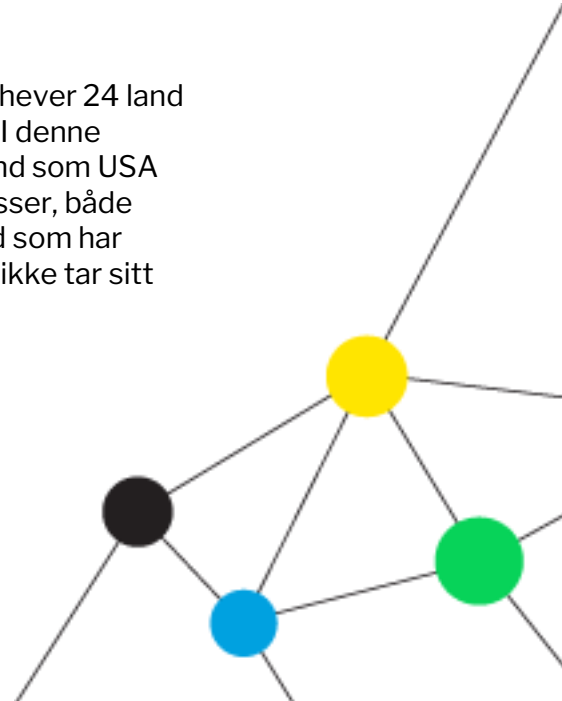 hever 24 land
I denne
nd som USA
sser, både
d som har
ikke tar sitt